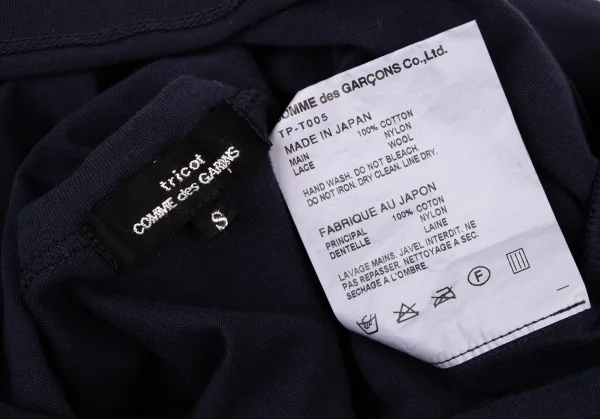 tricot
COMME des GARÇONS
S
OMME des GARÇONS Co.,Ltd.
TP-T005
MADE IN JAPAN
MAIN 100% COTTON
LACE NYLON
WOOL
HAND WASH. DO NOT BLEACH.
DO NOT IRON. DRY CLEAN. LINE DRY.
FABRIQUE AU JAPON
PRINCIPAL 100% COTON
DENTELLE NYLON
LAINE
LAVAGE MAINS. JAVEL INTERDIT. NE
PAS REPASSER. NETTOYAGE A SEC.
SECHAGE A L'OMBRE.
F